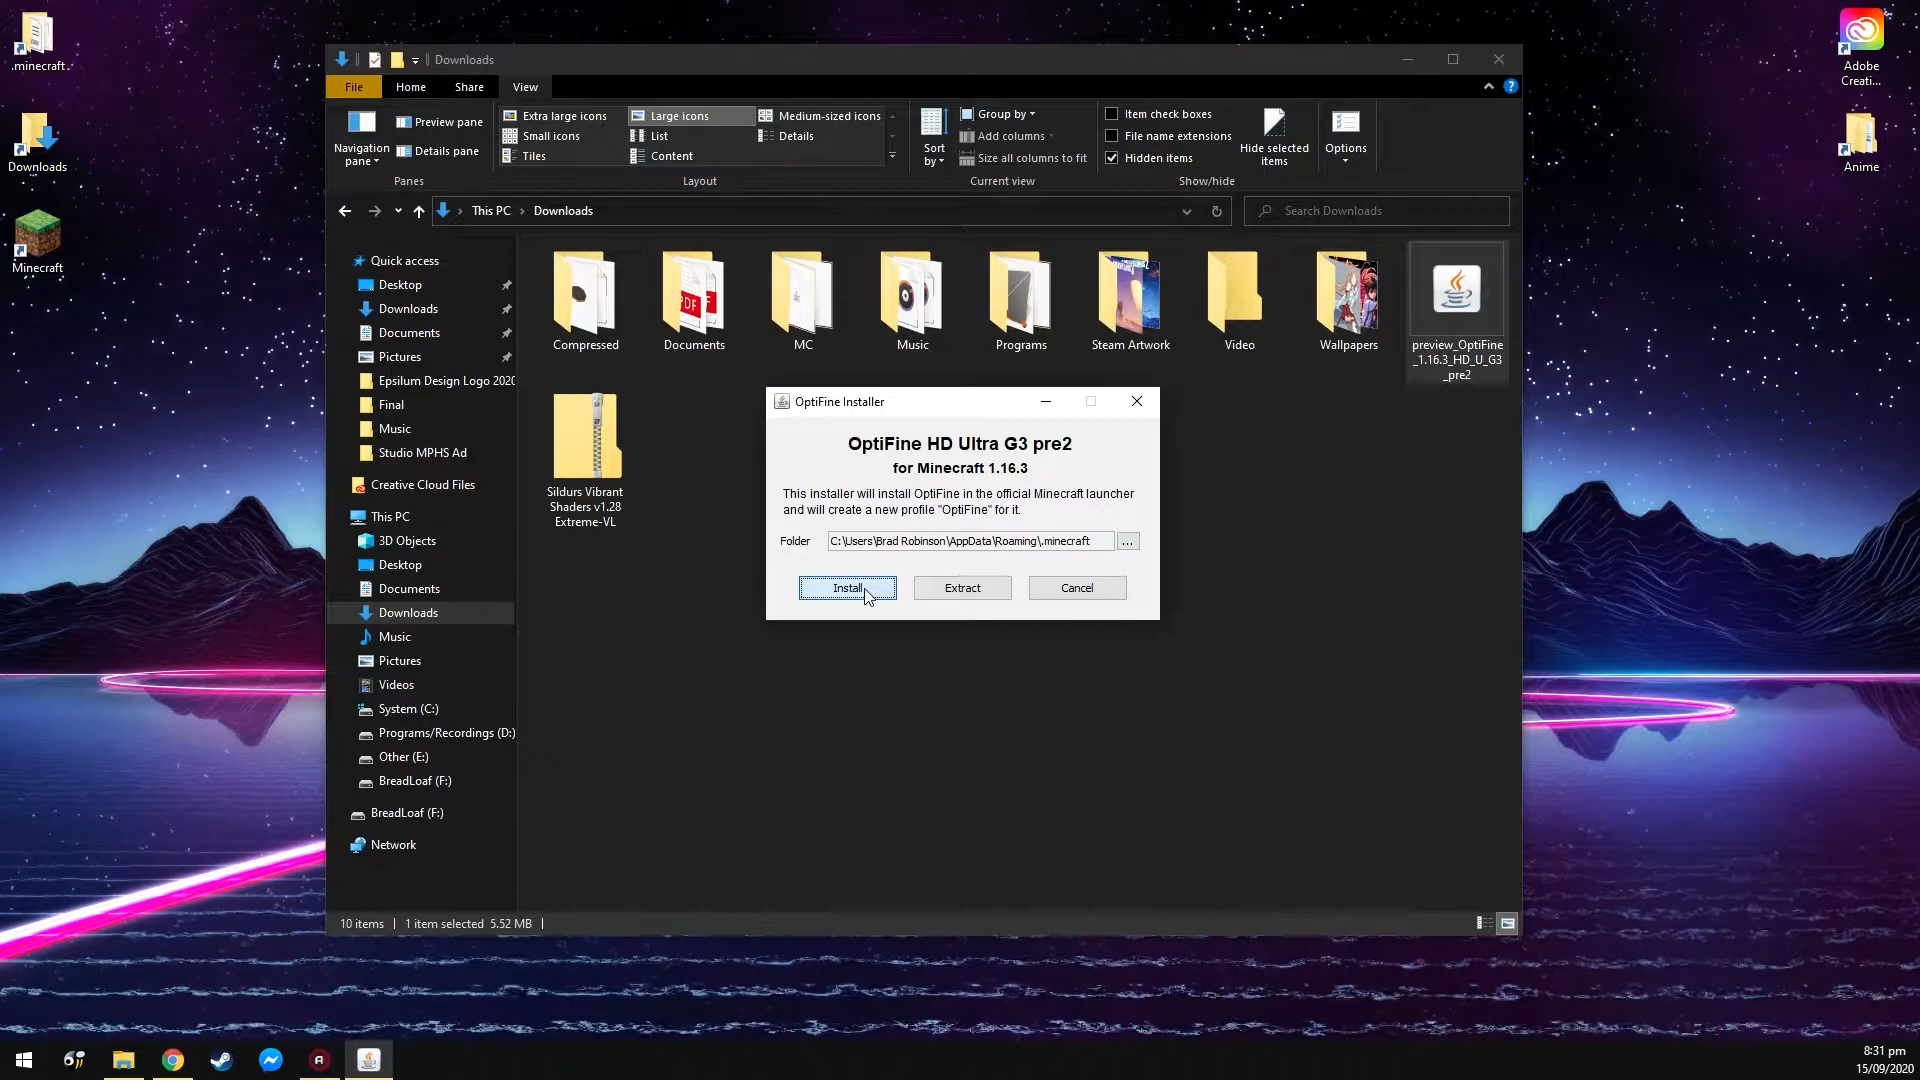 .minecraft
Downloads
Minecraft
Adobe
Creati...
Anime
Downloads
File
Home
Share
View
Navigation
pane
Preview pane
Details pane
Panes
Extra large icons
Large icons
Medium-sized icons
Small icons
List
Details
Tiles
Content
Layout
Sort
by
Group by
Add columns
Size all columns to fit
Current view
Item check boxes
File name extensions
Hidden items
Hide selected
items
Show/hide
Options
This PC
Downloads
Search Downloads
Quick access
Desktop
Downloads
Documents
Pictures
Epsilum Design Logo 2020
Final
Music
Studio MPHS Ad
Creative Cloud Files
This PC
3D Objects
Desktop
Documents
Downloads
Music
Pictures
Videos
System (C:)
Programs/Recordings (D:)
Other (E:)
BreadLoaf (F:)
BreadLoaf (F:)
Network
Compressed
PDF
Documents
MC
Music
Programs
Steam Artwork
Video
Wallpapers
preview_OptiFine
_1.16.3_HD_U_G3
_pre2
Sildurs Vibrant
Shaders v1.28
Extreme-VL
OptiFine Installer
OptiFine HD Ultra G3 pre2
for Minecraft 1.16.3
This installer will install OptiFine in the official Minecraft launcher
and will create a new profile "OptiFine" for it.
Folder
C:\Users\Brad Robinson\AppData\Roaming\.minecraft
...
Install
Extract
Cancel
10 items
1 item selected 5.52 MB
8:31 pm
15/09/2020